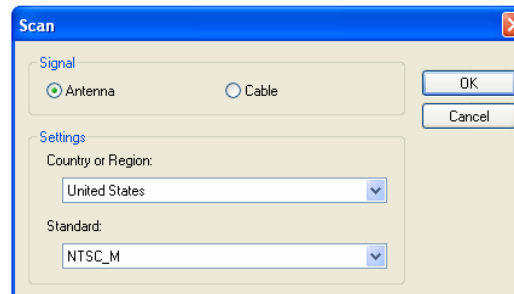 Scan
Signal
Antenna
Cable
OK
Cancel
Settings
Country or Region:
United States
Standard:
NTSC_M